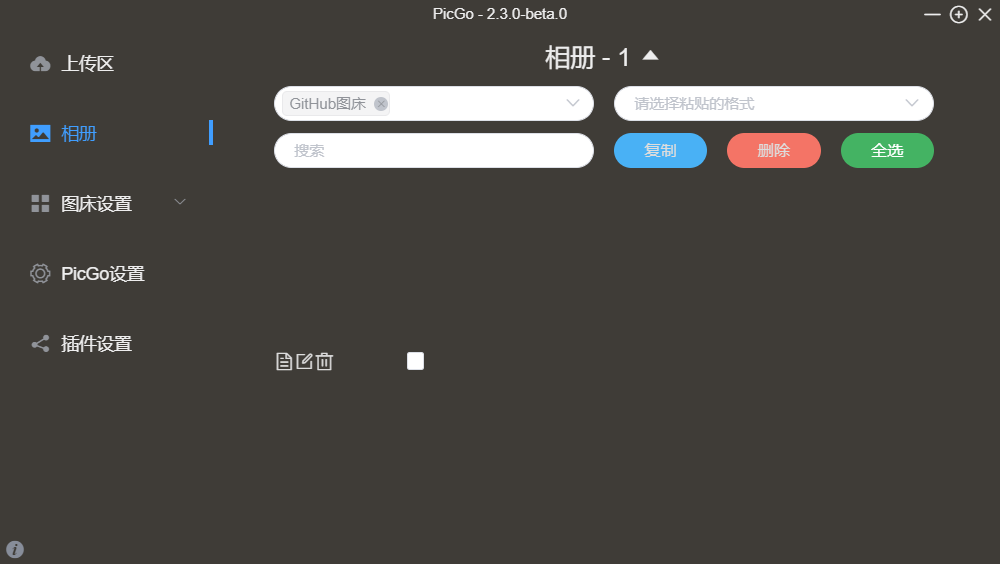 PicGo - 2.3.0-beta.0
上传区
相册
图床设置
PicGo设置
插件设置
相册 - 1
GitHub图床
请选择粘贴的格式
搜索
复制
删除
全选